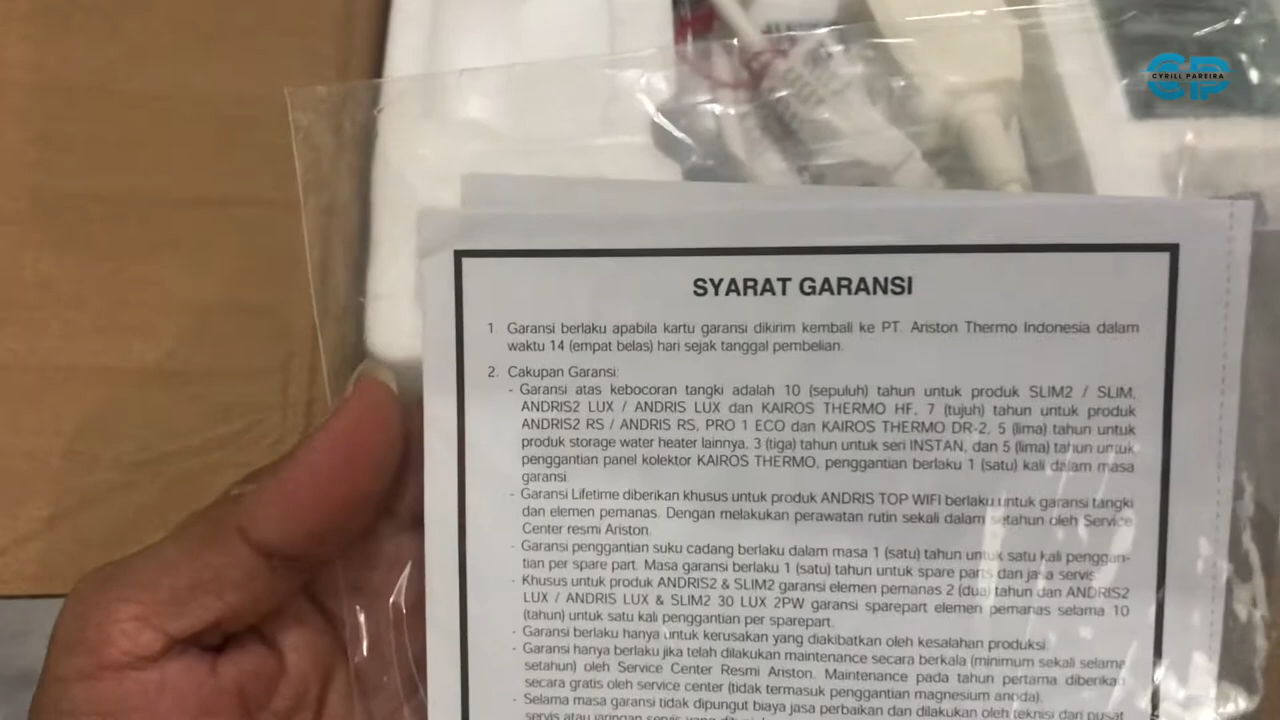 CYRILL PAREIRA
SYARAT GARANSI
1. Garansi berlaku apabila kartu garansi dikirim kembali ke PT. Ariston Thermo Indonesia dalam
waktu 14 (empat belas) hari sejak tanggal pembelian.
2. Cakupan Garansi:
- Garansi atas kebocoran tangki adalah 10 (sepuluh) tahun untuk produk SLIM2 / SLIM,
ANDRIS2 LUX / ANDRIS LUX dan KAIROS THERMO HF, 7 (tujuh) tahun untuk produk
ANDRIS2 RS / ANDRIS RS, PRO 1 ECO dan KAIROS THERMO DR-2, 5 (lima) tahun untuk
produk storage water heater lainnya, 3 (tiga) tahun untuk seri INSTAN, dan 5 (lima) tahun untuk
penggantian panel kolektor KAIROS THERMO, penggantian berlaku 1 (satu) kali dalam masa
garansi.
- Garansi Lifetime diberikan khusus untuk produk ANDRIS TOP WIFI berlaku untuk garansi tangki
dan elemen pemanas. Dengan melakukan perawatan rutin sekali dalam setahun oleh Service
Center resmi Ariston.
- Garansi penggantian suku cadang berlaku dalam masa 1 (satu) tahun untuk satu kali penggan-
tian per spare part. Masa garansi berlaku 1 (satu) tahun untuk spare parts dan jasa servis.
- Khusus untuk produk ANDRIS2 & SLIM2 garansi elemen pemanas 2 (dua) tahun dan ANDRIS2
LUX / ANDRIS LUX & SLIM2 30 LUX 2PW garansi sparepart elemen pemanas selama 10
(tahun) untuk satu kali penggantian per sparepart.
- Garansi berlaku hanya untuk kerusakan yang diakibatkan oleh kesalahan produksi.
- Garansi hanya berlaku jika telah dilakukan maintenance secara berkala (minimum sekali selama
setahun) oleh Service Center Resmi Ariston. Maintenance pada tahun pertama diberikan
secara gratis oleh service center (tidak termasuk penggantian magnesium anoda).
- Selama masa garansi tidak dipungut biaya jasa perbaikan dan dilakukan oleh teknisi dari pusat
servis atau jaringan servis yang